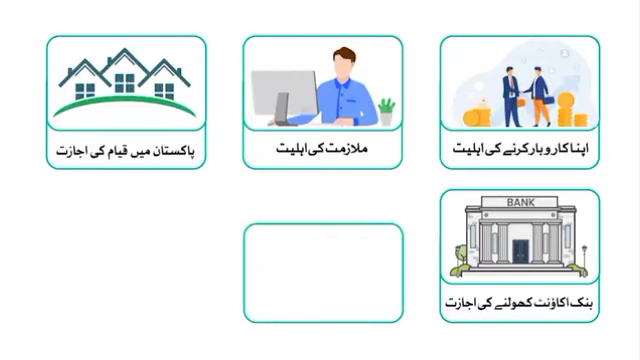 اپنا کاروبار کرنے کی اہلیت
ملازمت کی اہلیت
پاکستان میں قیام کی اجازت
BANK
بنک اکاؤنٹ کھولنے کی اجازت